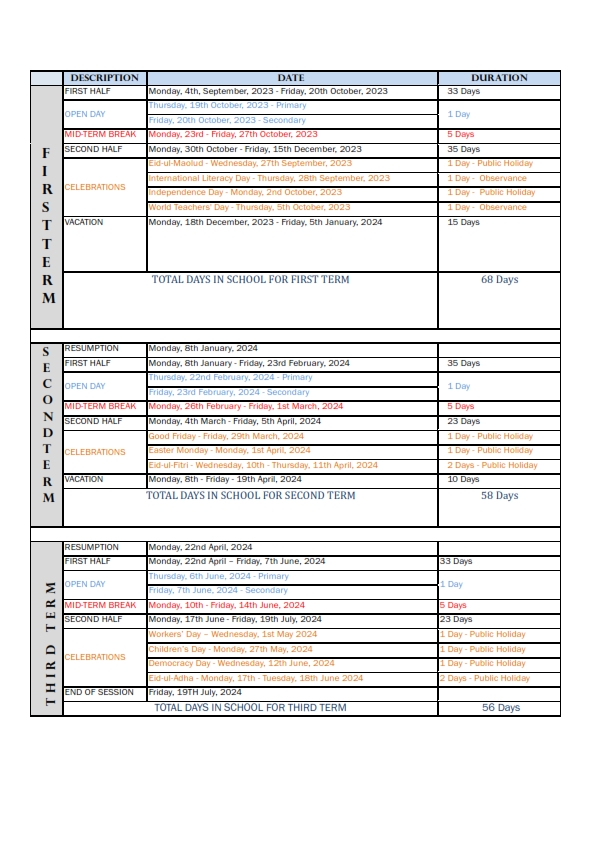 DESCRIPTION DATE DURATION
FIRST TERM
FIRST HALF Monday, 4th, September, 2023 - Friday, 20th October, 2023 33 Days
OPEN DAY Thursday, 19th October, 2023 - Primary 1 Day
Friday, 20th October, 2023 - Secondary
MID-TERM BREAK Monday, 23rd - Friday, 27th October, 2023 5 Days
SECOND HALF Monday, 30th October - Friday, 15th December, 2023 35 Days
CELEBRATIONS Eid-ul-Maolud - Wednesday, 27th September, 2023 1 Day - Public Holiday
International Literacy Day - Thursday, 28th September, 2023 1 Day - Observance
Independence Day - Monday, 2nd October, 2023 1 Day - Public Holiday
World Teachers' Day - Thursday, 5th October, 2023 1 Day - Observance
VACATION Monday, 18th December, 2023 - Friday, 5th January, 2024 15 Days
TOTAL DAYS IN SCHOOL FOR FIRST TERM 68 Days
SECOND TERM
RESUMPTION Monday, 8th January, 2024
FIRST HALF Monday, 8th January - Friday, 23rd February, 2024 35 Days
OPEN DAY Thursday, 22nd February, 2024 - Primary 1 Day
Friday, 23rd February, 2024 - Secondary
MID-TERM BREAK Monday, 26th February - Friday, 1st March, 2024 5 Days
SECOND HALF Monday, 4th March - Friday, 5th April, 2024 23 Days
CELEBRATIONS Good Friday - Friday, 29th March, 2024 1 Day - Public Holiday
Easter Monday - Monday, 1st April, 2024 1 Day - Public Holiday
Eid-ul-Fitri - Wednesday, 10th - Thursday, 11th April, 2024 2 Days - Public Holiday
VACATION Monday, 8th - Friday - 19th April, 2024 10 Days
TOTAL DAYS IN SCHOOL FOR SECOND TERM 58 Days
THIRD TERM
RESUMPTION Monday, 22nd April, 2024
FIRST HALF Monday, 22nd April – Friday, 7th June, 2024 33 Days
OPEN DAY Thursday, 6th June, 2024 - Primary 1 Day
Friday, 7th June, 2024 - Secondary
MID-TERM BREAK Monday, 10th - Friday, 14th June, 2024 5 Days
SECOND HALF Monday, 17th June - Friday, 19th July, 2024 23 Days
CELEBRATIONS Workers' Day – Wednesday, 1st May 2024 1 Day - Public Holiday
Children's Day - Monday, 27th May, 2024 1 Day - Public Holiday
Democracy Day - Wednesday, 12th June, 2024 1 Day - Public Holiday
Eid-ul-Adha - Monday, 17th - Tuesday, 18th June 2024 2 Days - Public Holiday
END OF SESSION Friday, 19TH July, 2024
TOTAL DAYS IN SCHOOL FOR THIRD TERM 56 Days